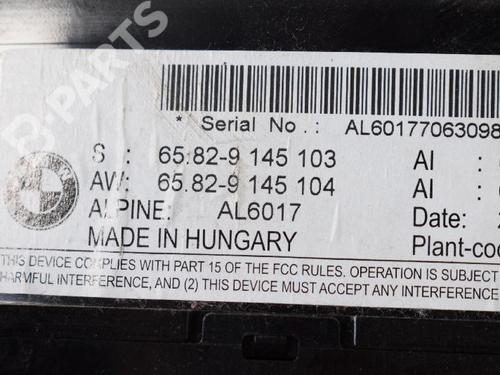 B-PARTS
* Serial No.: AL60177063098
S : 65.82-9 145 103 AI :
AW: 65.82-9 145 104 AI :
ALPINE: AL6017 Date:
MADE IN HUNGARY Plant-cod
THIS DEVICE COMPLIES WITH PART 15 OF THE FCC RULES. OPERATION IS SUBJECT
HARMFUL INTERFERENCE, AND (2) THIS DEVICE MUST ACCEPT ANY INTERFERENCE